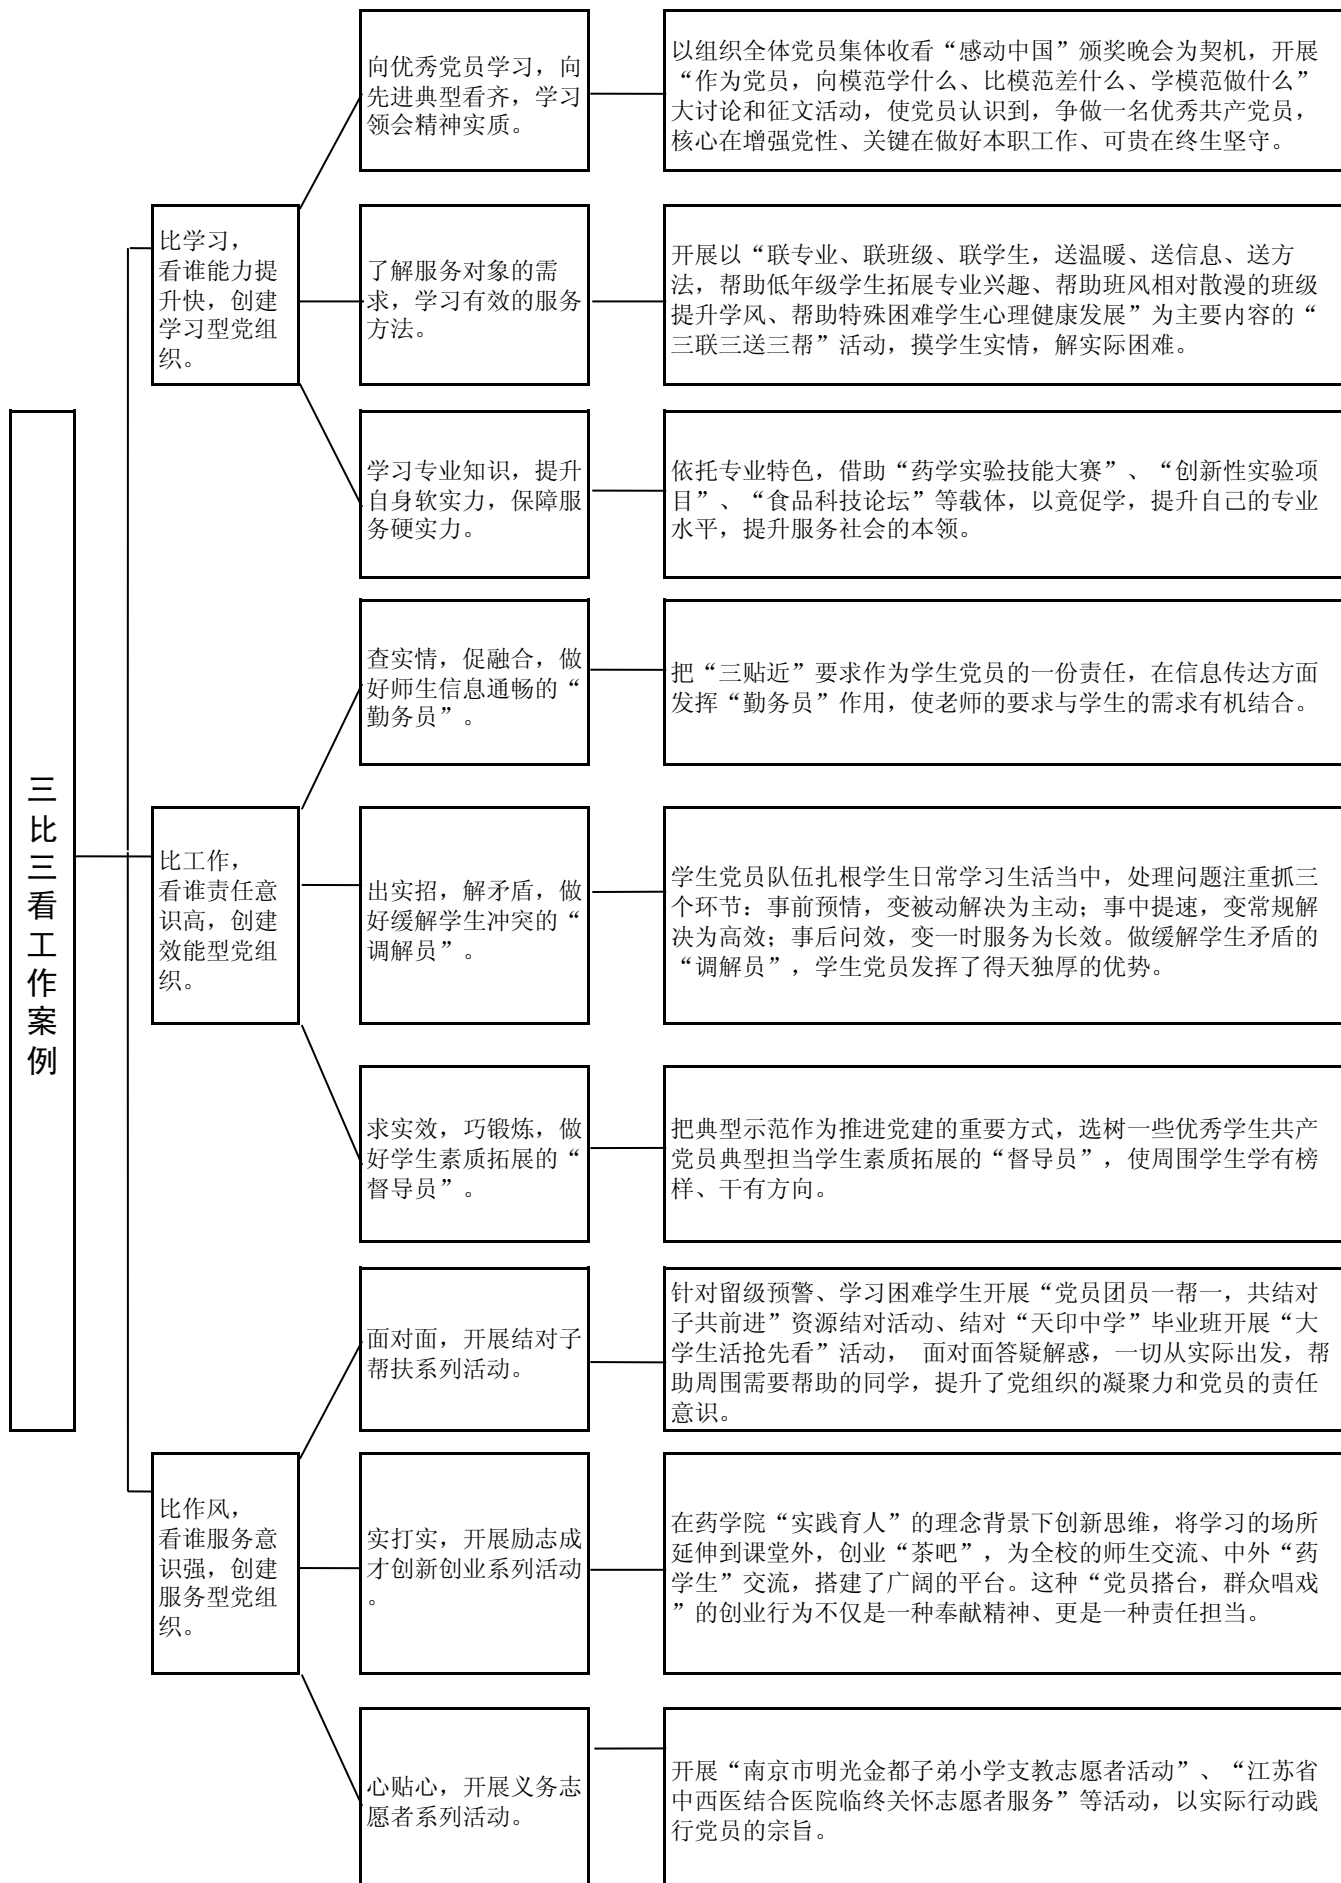 三比三看工作案例
比学习，
看谁能力提
升快，创建
学习型党组
织。
向优秀党员学习，向
先进典型看齐，学习
领会精神实质。
以组织全体党员集体收看“感动中国”颁奖晚会为契机，开展
“作为党员，向模范学什么、比模范差什么、学模范做什么”
大讨论和征文活动，使党员认识到，争做一名优秀共产党员，
核心在增强党性、关键在做好本职工作、可贵在终生坚守。
了解服务对象的需
求，学习有效的服务
方法。
开展以“联专业、联班级、联学生，送温暖、送信息、送方
法，帮助低年级学生拓展专业兴趣、帮助班风相对散漫的班级
提升学风、帮助特殊困难学生心理健康发展”为主要内容的“
三联三送三帮”活动，摸学生实情，解实际困难。
学习专业知识，提升
自身软实力，保障服
务硬实力。
依托专业特色，借助“药学实验技能大赛”、“创新性实验项
目”、“食品科技论坛”等载体，以竟促学，提升自己的专业
水平，提升服务社会的本领。
比工作，
看谁责任意
识高，创建
效能型党组
织。
查实情，促融合，做
好师生信息通畅的“
勤务员”。
把“三贴近”要求作为学生党员的一份责任，在信息传达方面
发挥“勤务员”作用，使老师的要求与学生的需求有机结合。
出实招，解矛盾，做
好缓解学生冲突的“
调解员”。
学生党员队伍扎根学生日常学习生活当中，处理问题注重抓三
个环节：事前预情，变被动解决为主动；事中提速，变常规解
决为高效；事后问效，变一时服务为长效。做缓解学生矛盾的
“调解员”，学生党员发挥了得天独厚的优势。
求实效，巧锻炼，做
好学生素质拓展的“
督导员”。
把典型示范作为推进党建的重要方式，选树一些优秀学生共产
党员典型担当学生素质拓展的“督导员”，使周围学生学有榜
样、干有方向。
比作风，
看谁服务意
识强，创建
服务型党组
织。
面对面，开展结对子
帮扶系列活动。
针对留级预警、学习困难学生开展“党员团员一帮一，共结对
子共前进”资源结对活动、结对“天印中学”毕业班开展“大
学生活抢先看”活动， 面对面答疑解惑，一切从实际出发，帮
助周围需要帮助的同学，提升了党组织的凝聚力和党员的责任
意识。
实打实，开展励志成
才创新创业系列活动
。
在药学院“实践育人”的理念背景下创新思维，将学习的场所
延伸到课堂外，创业“茶吧”，为全校的师生交流、中外“药
学生”交流，搭建了广阔的平台。这种“党员搭台，群众唱戏
”的创业行为不仅是一种奉献精神、更是一种责任担当。
心贴心，开展义务志
愿者系列活动。
开展“南京市明光金都子弟小学支教志愿者活动”、“江苏省
中西医结合医院临终关怀志愿者服务”等活动，以实际行动践
行党员的宗旨。